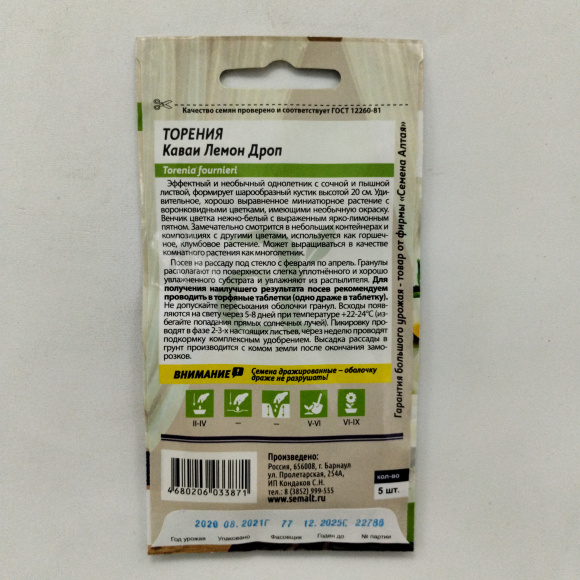 Качество семян проверено и соответствует ГОСТ 12260-81
ТОРЕНИЯ
Каваи Лемон Дроп
Torenia fournieri
Эффектный и необычный однолетник с сочной и пышной
листвой, формирует шарообразный кустик высотой 20 см. Уди-
вительное, хорошо выравненное миниатюрное растение с
воронковидными цветками, имеющими необычную окраску.
Венчик цветка нежно-белый с выраженным ярко-лимонным
пятном. Замечательно смотрится в небольших контейнерах и
композициях с другими цветами, используется как горшеч-
ное, клумбовое растение. Может выращиваться в качестве
комнатного растения как многолетник.
Посев на рассаду под стекло с февраля по апрель. Гранулы
располагают по поверхности слегка уплотнённого и хорошо
увлажненного субстрата и увлажняют из распылителя. Для
получения наилучшего результата посев рекомендуем
проводить в торфяные таблетки (одно драже в таблетку).
Не допускайте пересыхания оболочки гранул. Всходы появ-
ляются на свету через 5-8 дней при температуре +22-24°С (из-
бегайте попадания прямых солнечных лучей). Пикировку про-
водят в фазе 2-3-х настоящих листьев, через неделю проводят
подкормку комплексным удобрением. Высадка рассады в
грунт производится с комом земли после окончания замо-
розков.
ВНИМАНИЕ!
Семена дражированные – оболочку
драже не разрушать!
II-IV – – V-VI VI-IX
Произведено:
Россия, 656008, г. Барнаул
ул. Пролетарская, 254А,
ИП Кондаков С.Н.
тел.: 8 (3852) 999-555
www.semalt.ru
4680206033871
кол-во
5 шт.
2020 08.2021Г 77 12.2025С 22788
Год урожая Упаковано Фасовщик Годен до № партии
Гарантия большого урожая - товар от фирмы «Семена Алтая»